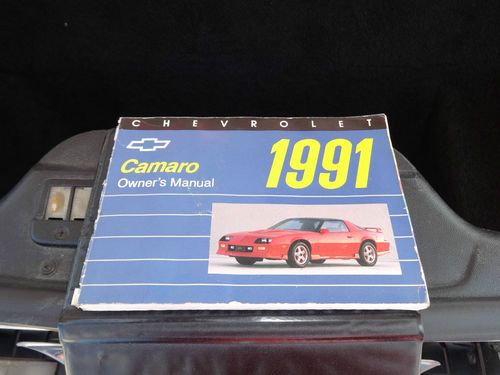 CHEVROLET
Camaro
1991
Owner's Manual